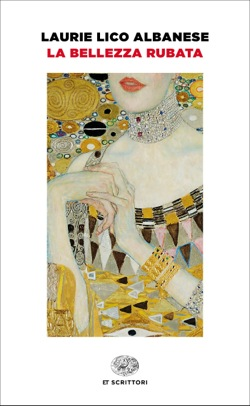 LAURIE LICO ALBANESE
LA BELLEZZA RUBATA
ET SCRITTORI